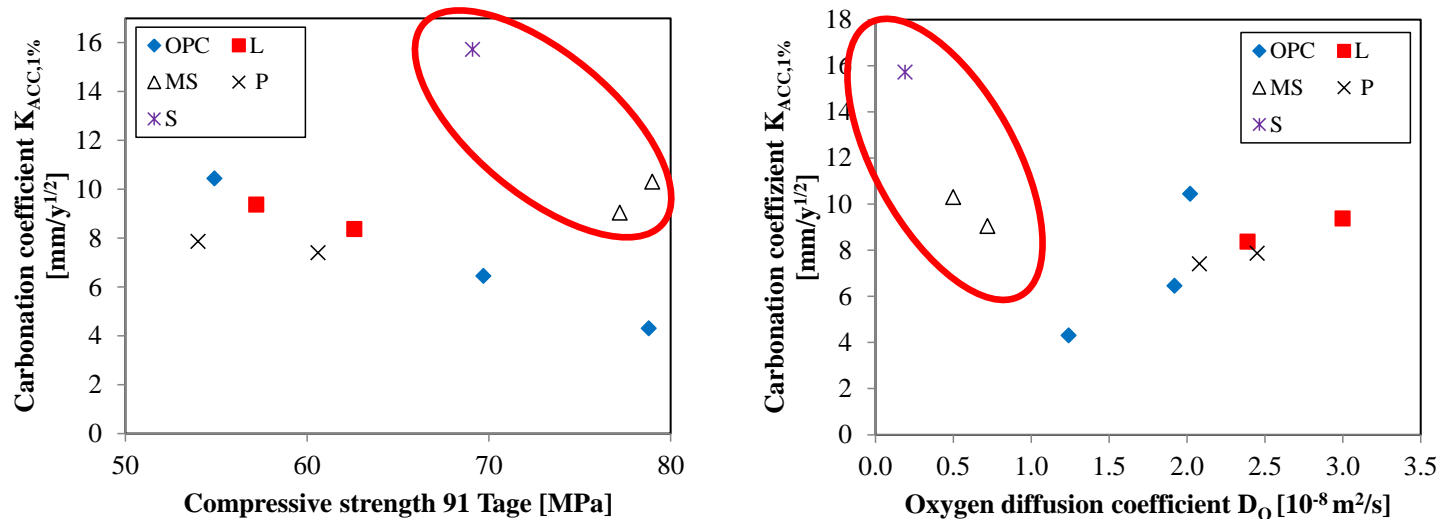 Carbonation coefficient K_ACC,1%
[mm/y^1/2]
16
14
12
10
8
6
4
2
0
OPC L
MS P
S
50 60 70 80
Compressive strength 91 Tage [MPa]
Carbonation coeffizient K_ACC,1%
[mm/y^1/2]
18
16
14
12
10
8
6
4
2
0
OPC L
MS P
S
0.0 0.5 1.0 1.5 2.0 2.5 3.0 3.5
Oxygen diffusion coefficient D_O [10^-8 m^2/s]